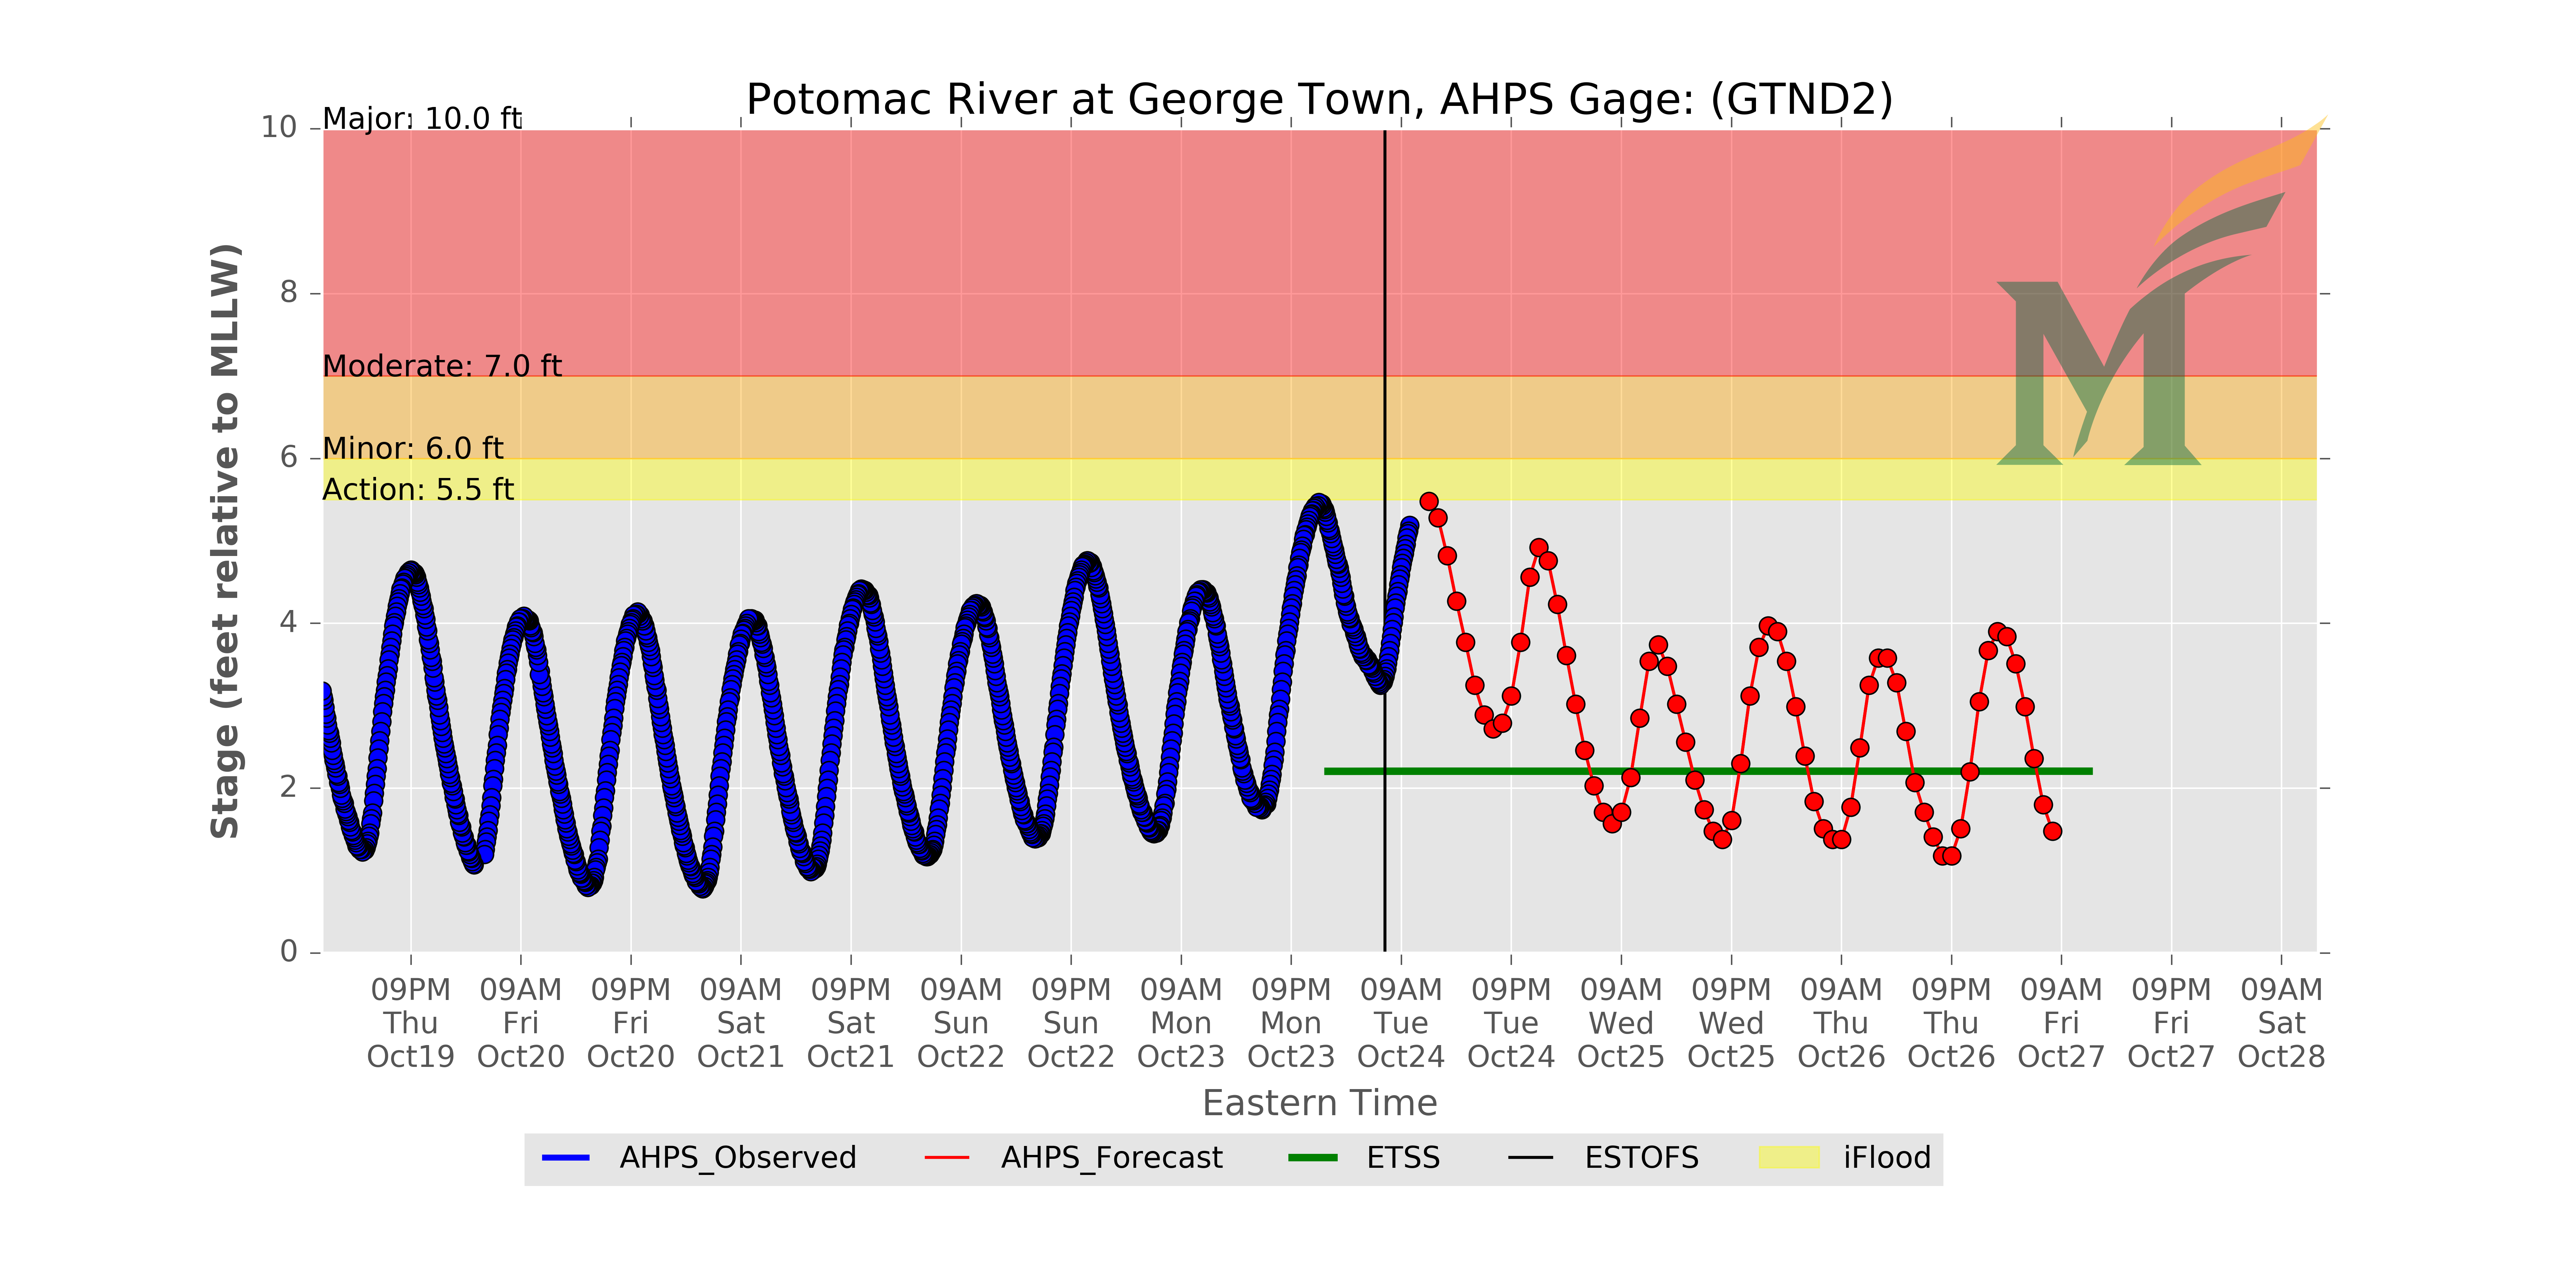 Potomac River at George Town, AHPS Gage: (GTND2)
Major: 10.0 ft
Moderate: 7.0 ft
Minor: 6.0 ft
Action: 5.5 ft
10
8
6
4
2
0
Stage (feet relative to MLLW)
09PM 09AM 09PM 09AM 09PM 09AM 09PM 09AM 09PM 09AM 09PM 09AM 09PM 09AM 09PM 09AM 09PM 09AM
Thu Fri Fri Sat Sat Sun Sun Mon Mon Tue Tue Wed Wed Thu Thu Fri Fri Sat
Oct19 Oct20 Oct20 Oct21 Oct21 Oct22 Oct22 Oct23 Oct23 Oct24 Oct24 Oct25 Oct25 Oct26 Oct26 Oct27 Oct27 Oct28
Eastern Time
AHPS_Observed AHPS_Forecast ETSS ESTOFS iFlood
M